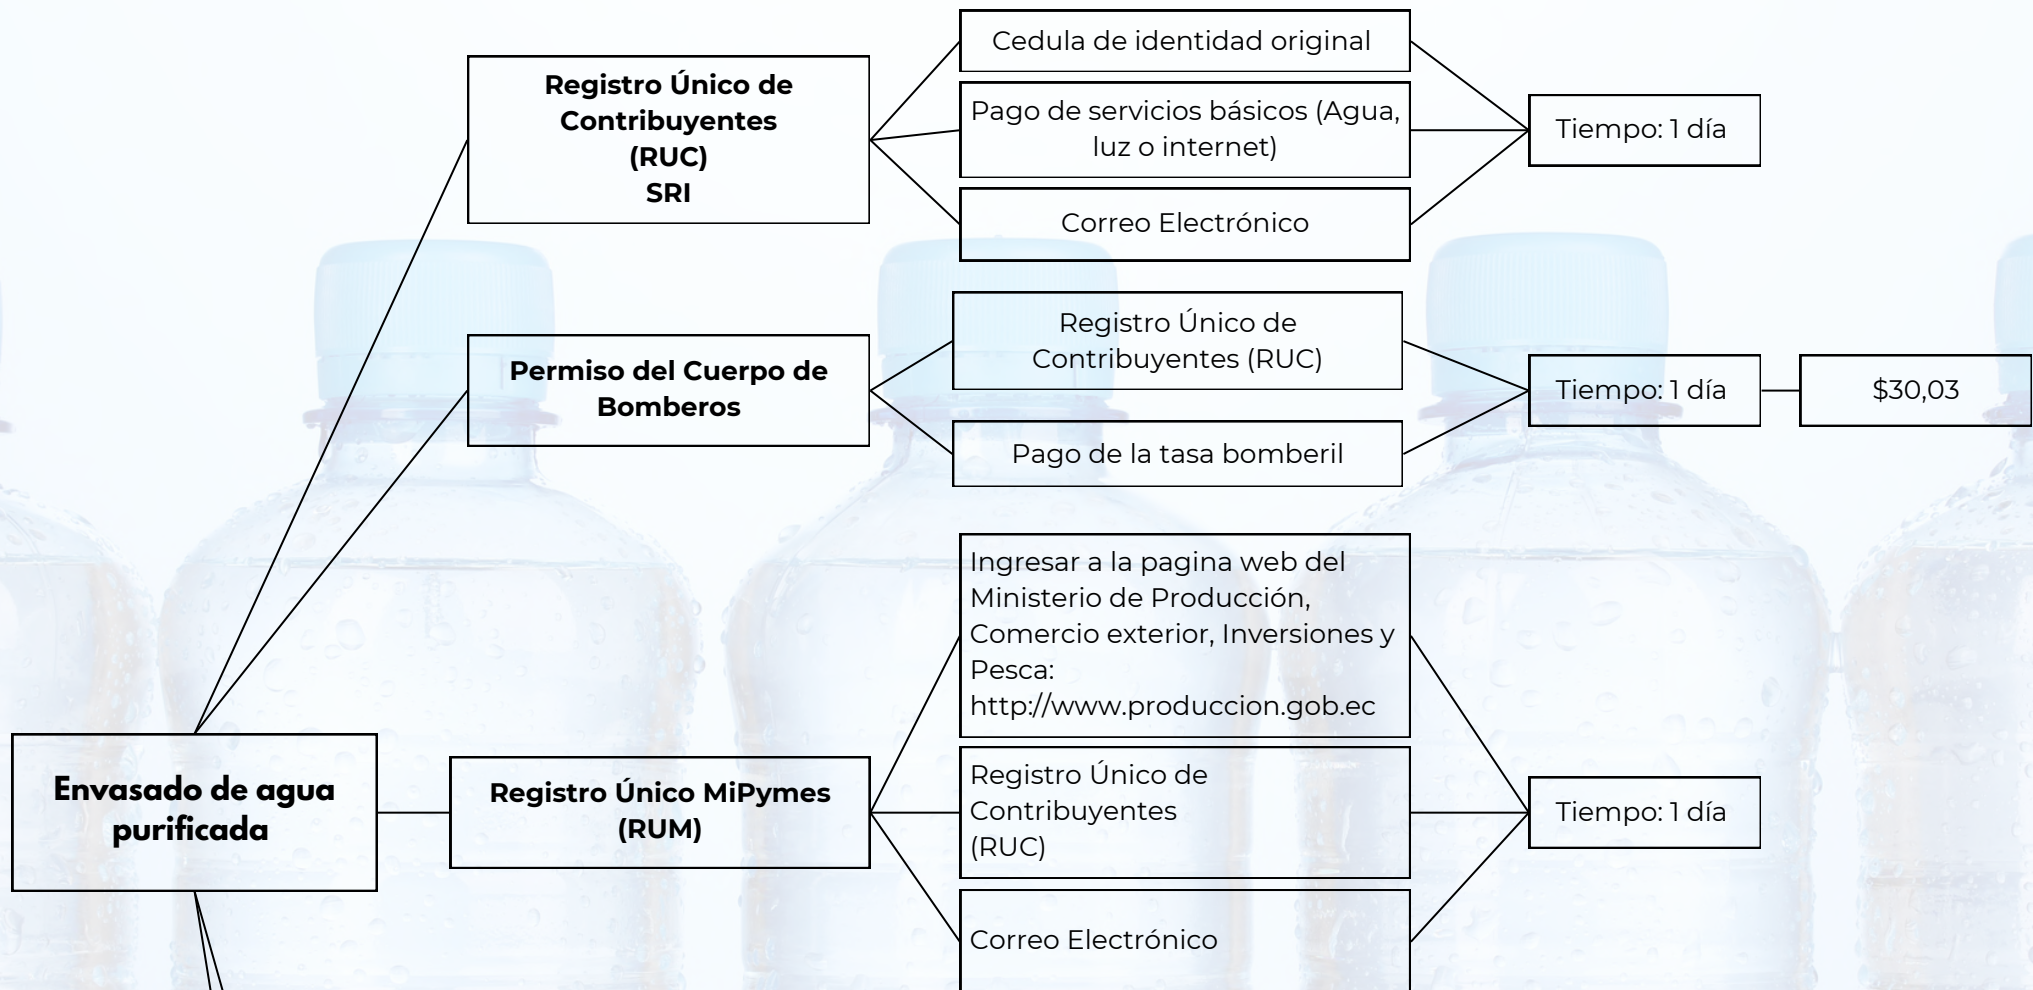 Registro Único de
Contribuyentes
(RUC)
SRI
Cedula de identidad original
Pago de servicios básicos (Agua,
luz o internet)
Correo Electrónico
Tiempo: 1 día
Permiso del Cuerpo de
Bomberos
Registro Único de
Contribuyentes (RUC)
Pago de la tasa bomberil
Tiempo: 1 día
$30,03
Envasado de agua
purificada
Registro Único MiPymes
(RUM)
Ingresar a la pagina web del
Ministerio de Producción,
Comercio exterior, Inversiones y
Pesca:
http://www.produccion.gob.ec
Registro Único de
Contribuyentes
(RUC)
Correo Electrónico
Tiempo: 1 día